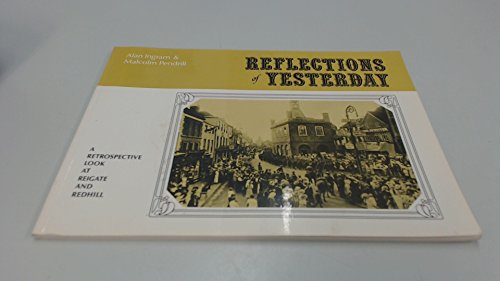 Alan Ingram &
Malcolm Pendrill
REFLECTIONS
of YESTERDAY
A
RETROSPECTIVE
LOOK
AT
REIGATE
AND
REDHILL